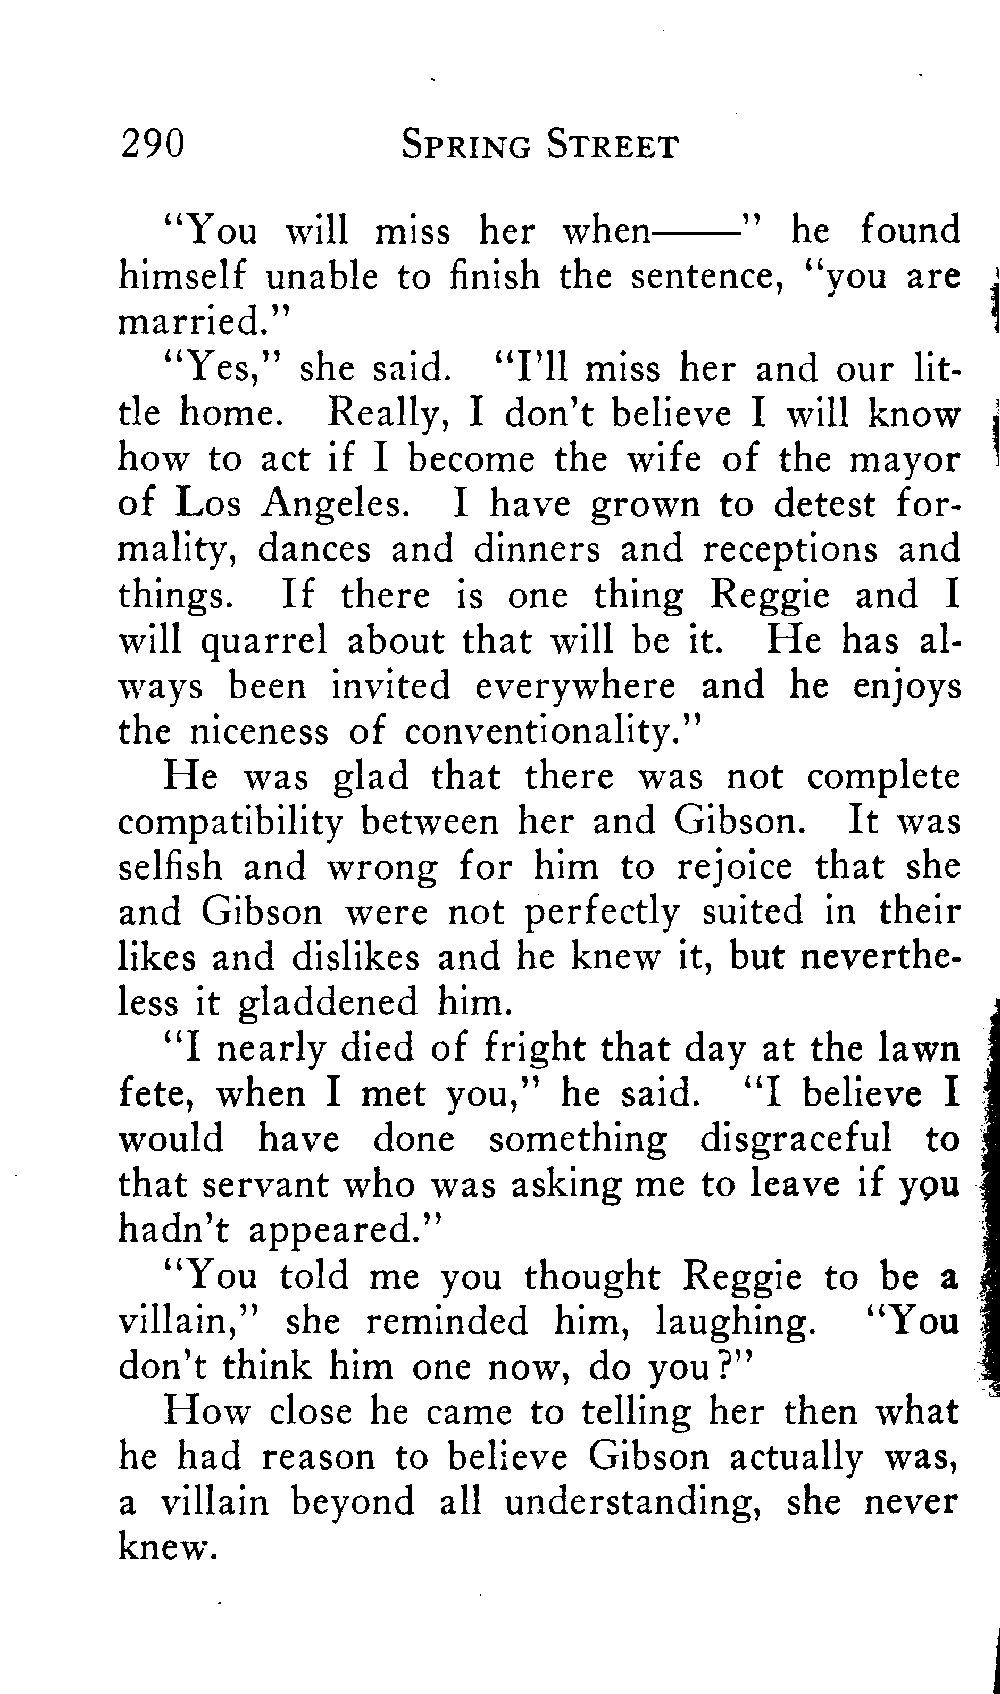 290 SPRING STREET
“You will miss her when——” he found
himself unable to finish the sentence, “you are
married.”
“Yes,” she said. “I’ll miss her and our lit-
tle home. Really, I don’t believe I will know
how to act if I become the wife of the mayor
of Los Angeles. I have grown to detest for-
mality, dances and dinners and receptions and
things. If there is one thing Reggie and I
will quarrel about that will be it. He has al-
ways been invited everywhere and he enjoys
the niceness of conventionality.”
He was glad that there was not complete
compatibility between her and Gibson. It was
selfish and wrong for him to rejoice that she
and Gibson were not perfectly suited in their
likes and dislikes and he knew it, but neverthe-
less it gladdened him.
“I nearly died of fright that day at the lawn
fete, when I met you,” he said. “I believe I
would have done something disgraceful to
that servant who was asking me to leave if you
hadn’t appeared.”
“You told me you thought Reggie to be a
villain,” she reminded him, laughing. “You
don’t think him one now, do you?”
How close he came to telling her then what
he had reason to believe Gibson actually was,
a villain beyond all understanding, she never
knew.